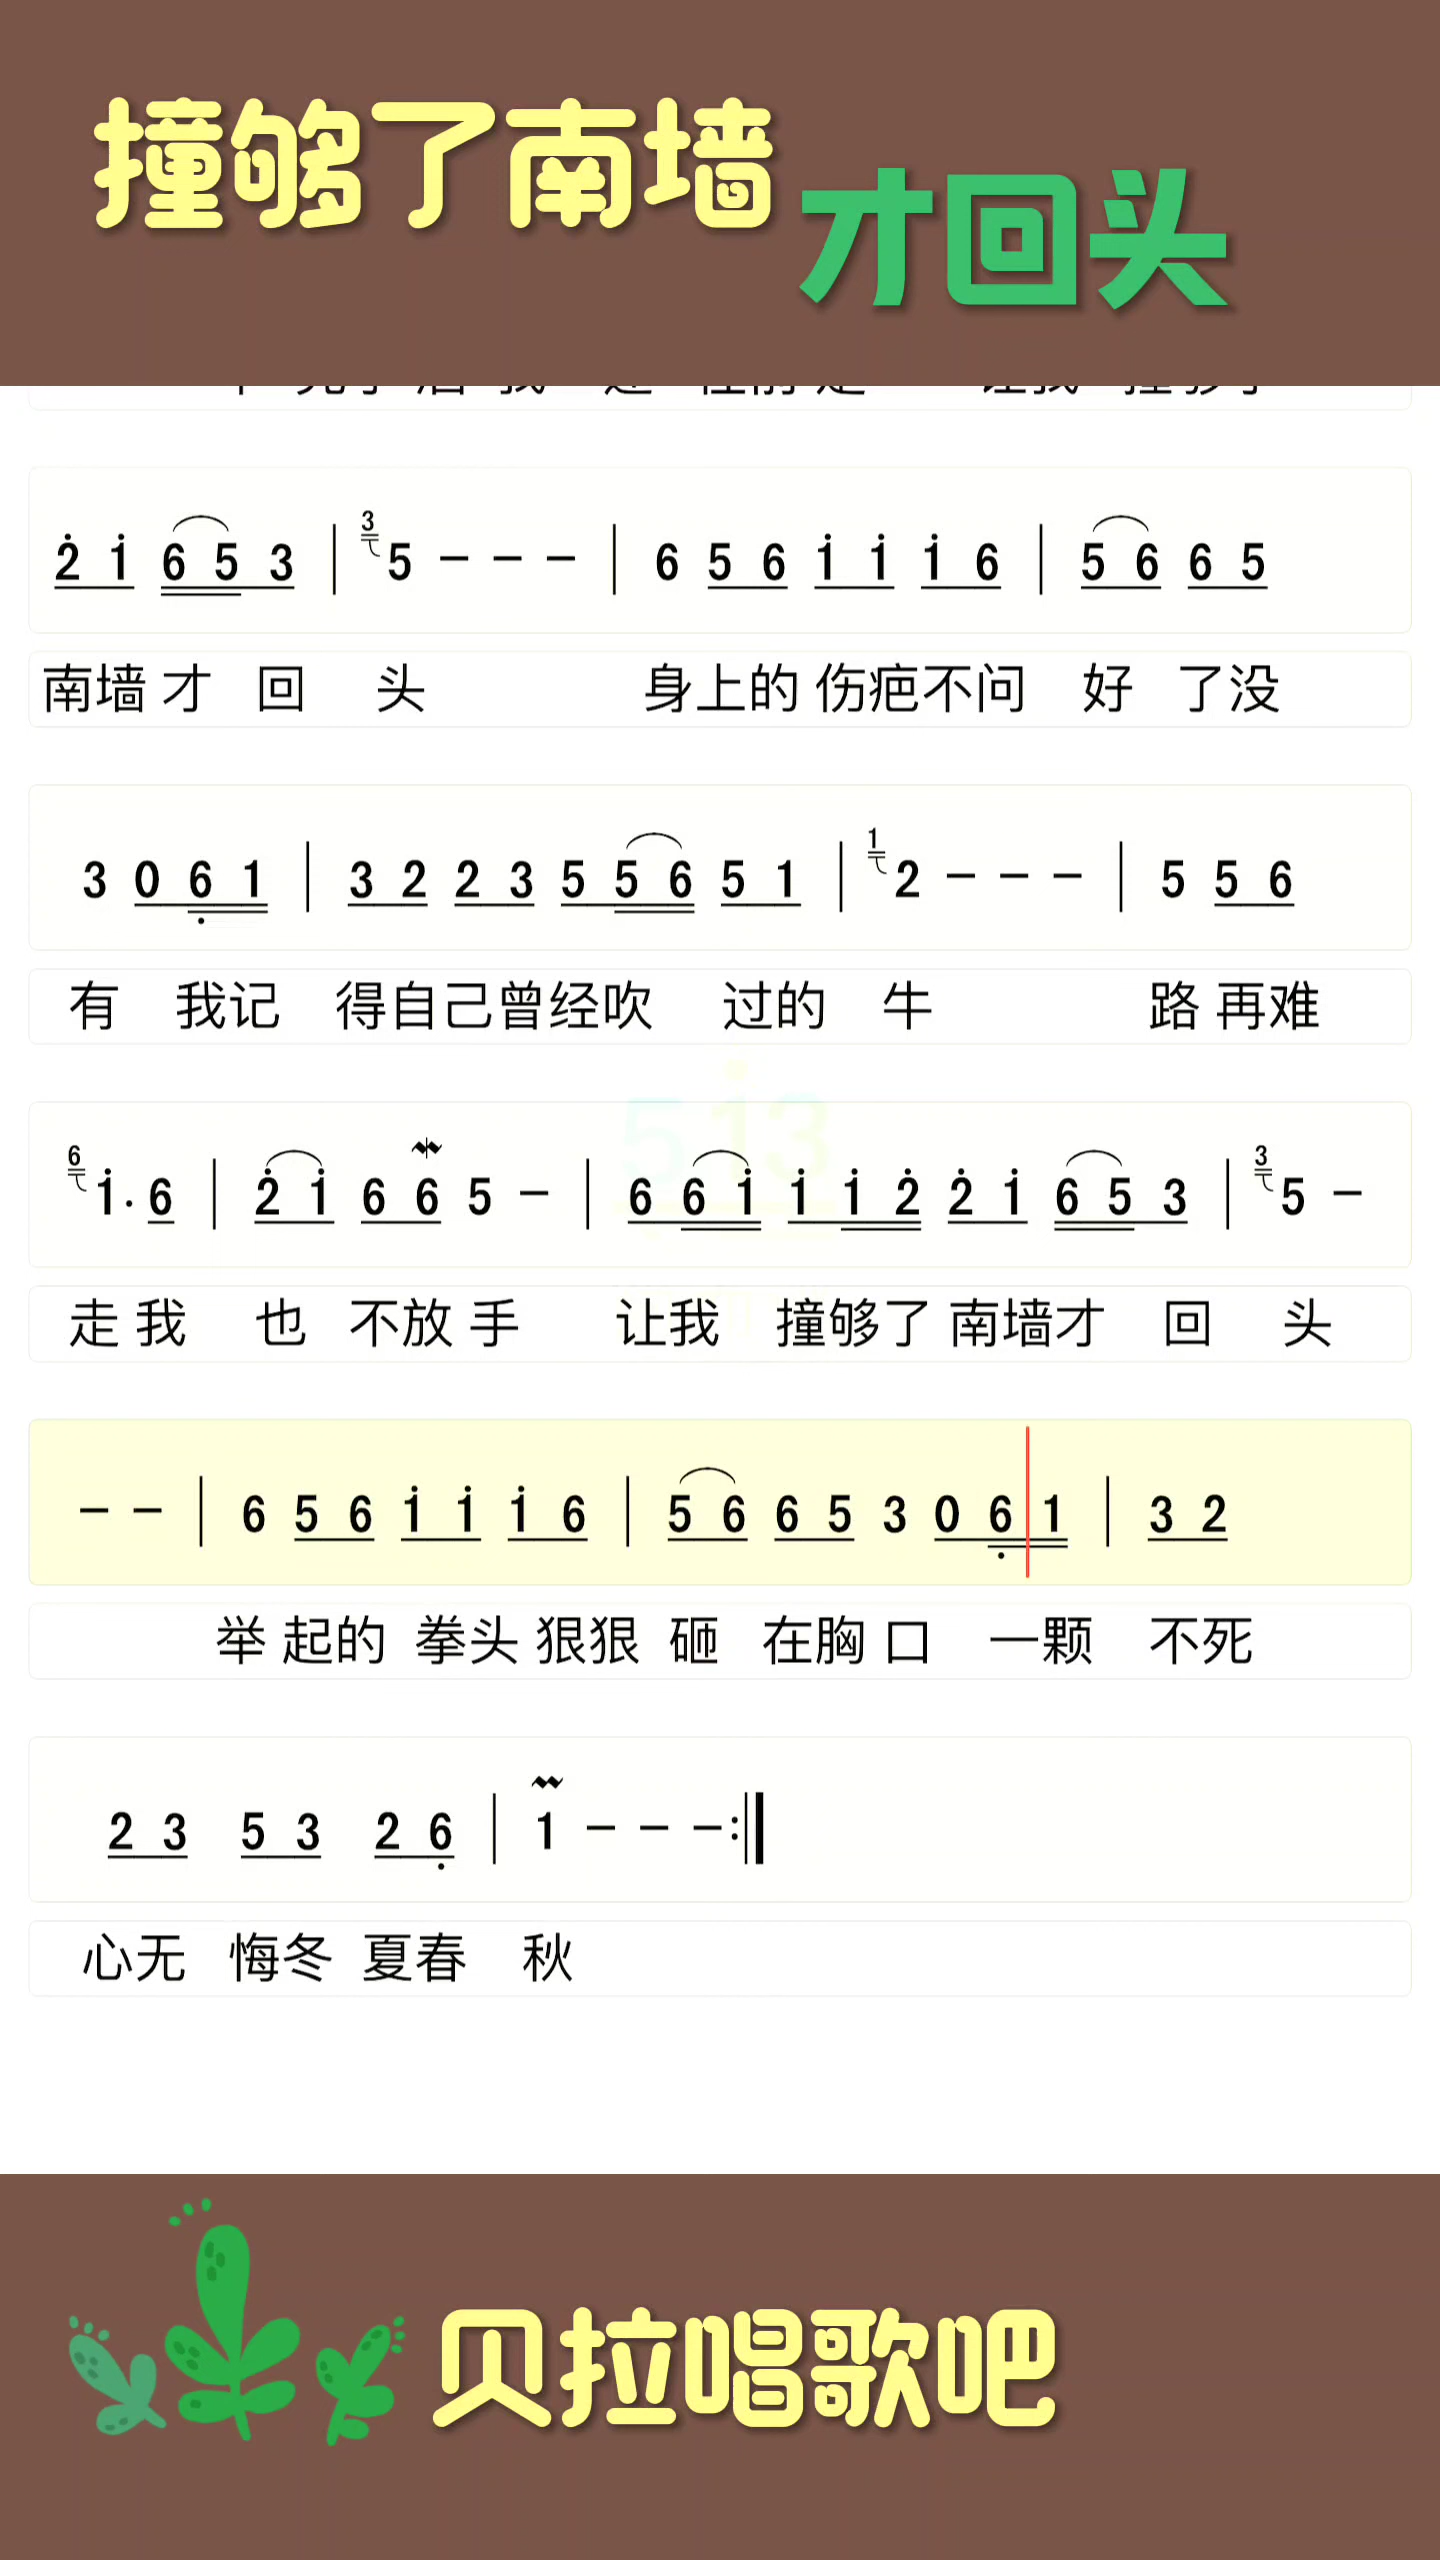 撞够了南墙
才回头
2̇ 1̇ 6 5 3 | 3 5 – – – | 6 5 6 1̇ 1̇ 1̇ 6 | 5 6 6 5
南墙 才 回 头 身上的 伤疤不问 好 了没
3 0 6̣ 1 | 3 2 2 3 5 5 6 5 1 | 1 2 – – – | 5 5 6
有 我记 得自己曾经吹 过的 牛 路 再难
6 1̇· 6 | 2̇ 1̇ 6 6 5 – | 6 6 1̇ 1̇ 1̇ 2̇ 2̇ 1̇ 6 5 3 | 3 5 –
走 我 也 不放 手 让我 撞够了 南墙才 回 头
– – | 6 5 6 1̇ 1̇ 1̇ 6 | 5 6 6 5 3 0 6̣ 1 | 3 2
举 起的 拳头 狠狠 砸 在胸 口 一颗 不死
2 3 5 3 2 6̣ | 1 – – – :‖
心无 悔冬 夏春 秋
贝拉唱歌吧